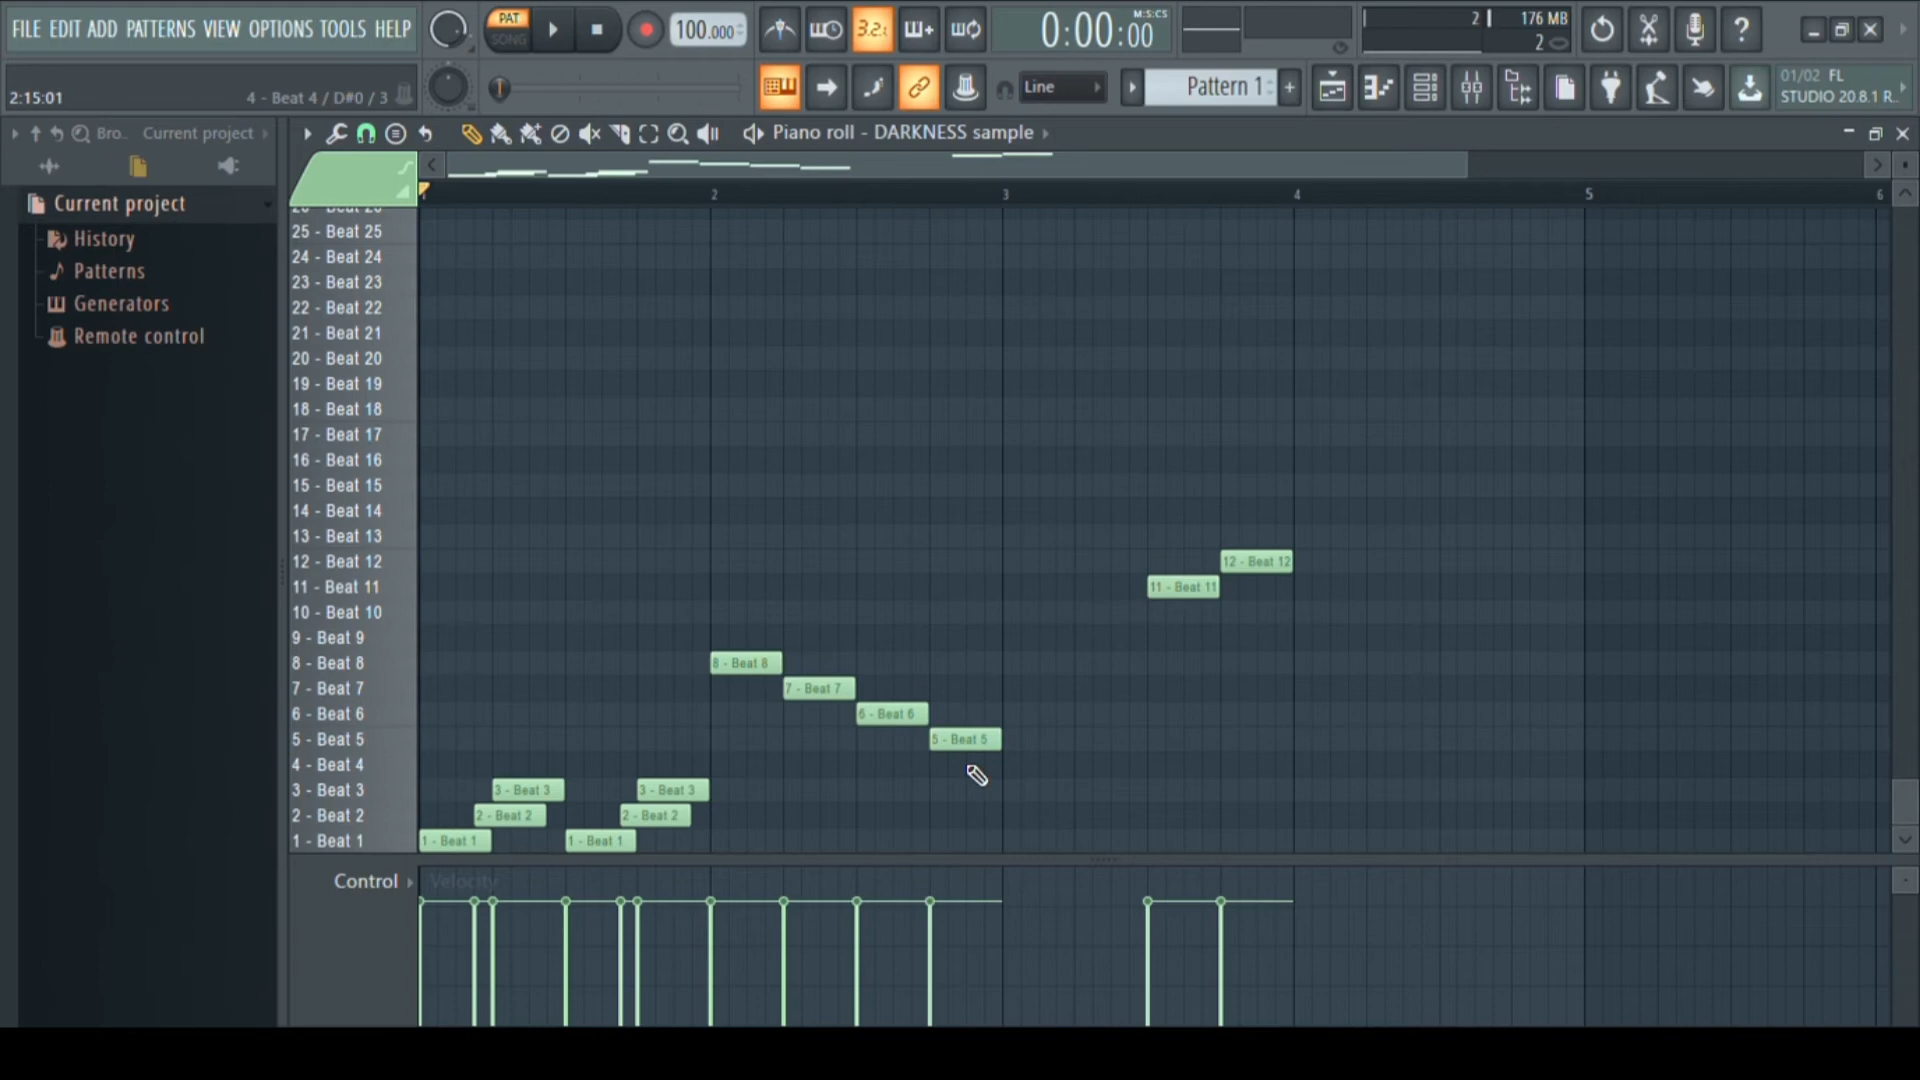 FILE EDIT ADD PATTERNS VIEW OPTIONS TOOLS HELP
PAT
SONG
100.000
3.2.
0:00:00
M:S:CS
2
176 MB
2
2:15:01
4 - Beat 4 / D#0 / 3
Line
Pattern 1
01/02 FL
STUDIO 20.8.1 R..
Bro..
Current project
Piano roll - DARKNESS sample
Current project
History
Patterns
Generators
Remote control
2
3
4
5
6
25 - Beat 25
24 - Beat 24
23 - Beat 23
22 - Beat 22
21 - Beat 21
20 - Beat 20
19 - Beat 19
18 - Beat 18
17 - Beat 17
16 - Beat 16
15 - Beat 15
14 - Beat 14
13 - Beat 13
12 - Beat 12
12 - Beat 12
11 - Beat 11
11 - Beat 11
10 - Beat 10
9 - Beat 9
8 - Beat 8
8 - Beat 8
7 - Beat 7
7 - Beat 7
6 - Beat 6
6 - Beat 6
5 - Beat 5
5 - Beat 5
4 - Beat 4
3 - Beat 3
3 - Beat 3
3 - Beat 3
2 - Beat 2
2 - Beat 2
2 - Beat 2
1 - Beat 1
1 - Beat 1
1 - Beat 1
Control
Velocity